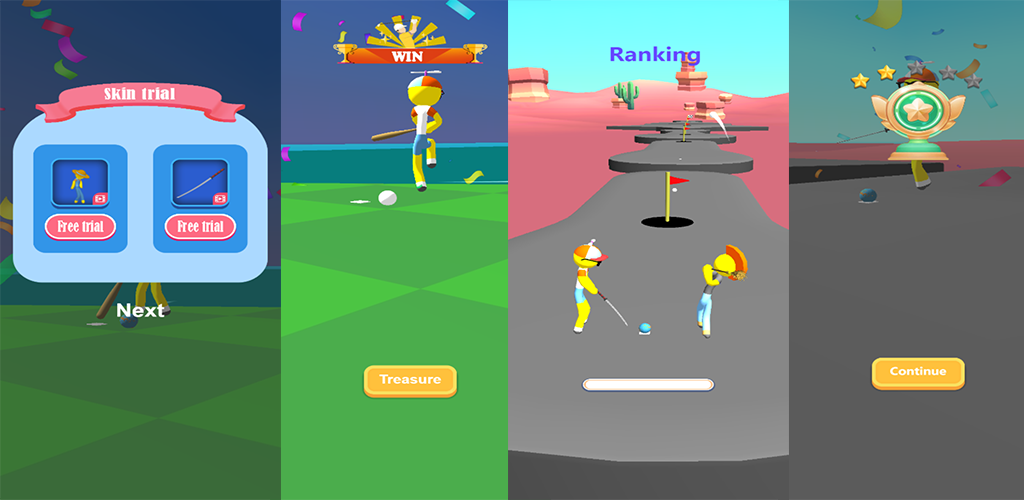 Skin trial
Free trial
Free trial
Next
WIN
Treasure
Ranking
Continue